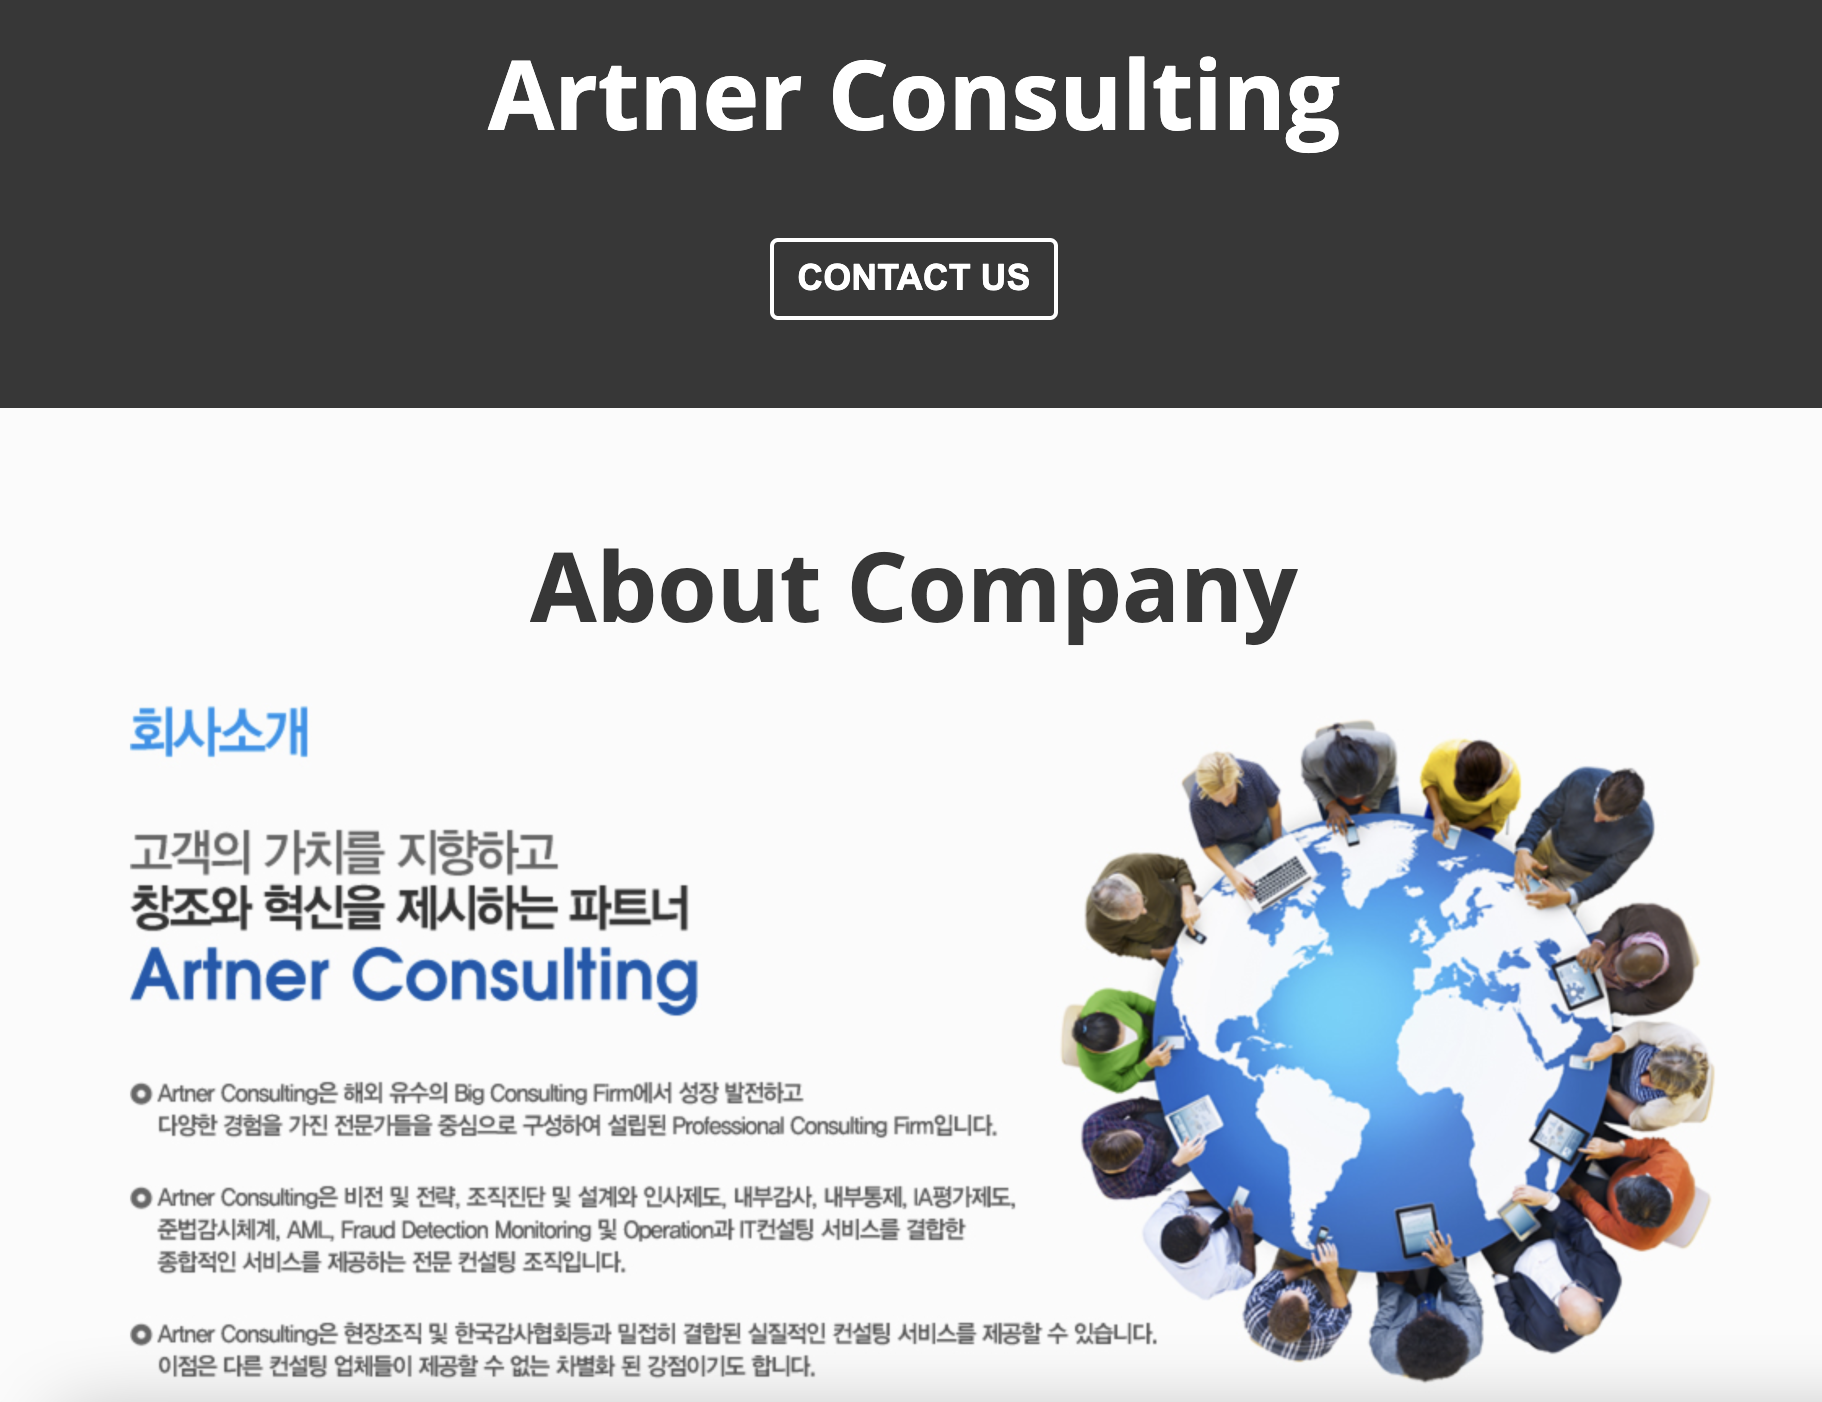 Artner Consulting
CONTACT US
About Company
회사소개
고객의 가치를 지향하고
창조와 혁신을 제시하는 파트너
Artner Consulting
Artner Consulting은 해외 유수의 Big Consulting Firm에서 성장 발전하고
다양한 경험을 가진 전문가들을 중심으로 구성하여 설립된 Professional Consulting Firm입니다.
Artner Consulting은 비전 및 전략, 조직진단 및 설계와 인사제도, 내부감사, 내부통제, IA평가제도,
준법감시체계, AML, Fraud Detection Monitoring 및 Operation과 IT컨설팅 서비스를 결합한
종합적인 서비스를 제공하는 전문 컨설팅 조직입니다.
Artner Consulting은 현장조직 및 한국감사협회등과 밀접히 결합된 실질적인 컨설팅 서비스를 제공할 수 있습니다.
이점은 다른 컨설팅 업체들이 제공할 수 없는 차별화 된 강점이기도 합니다.